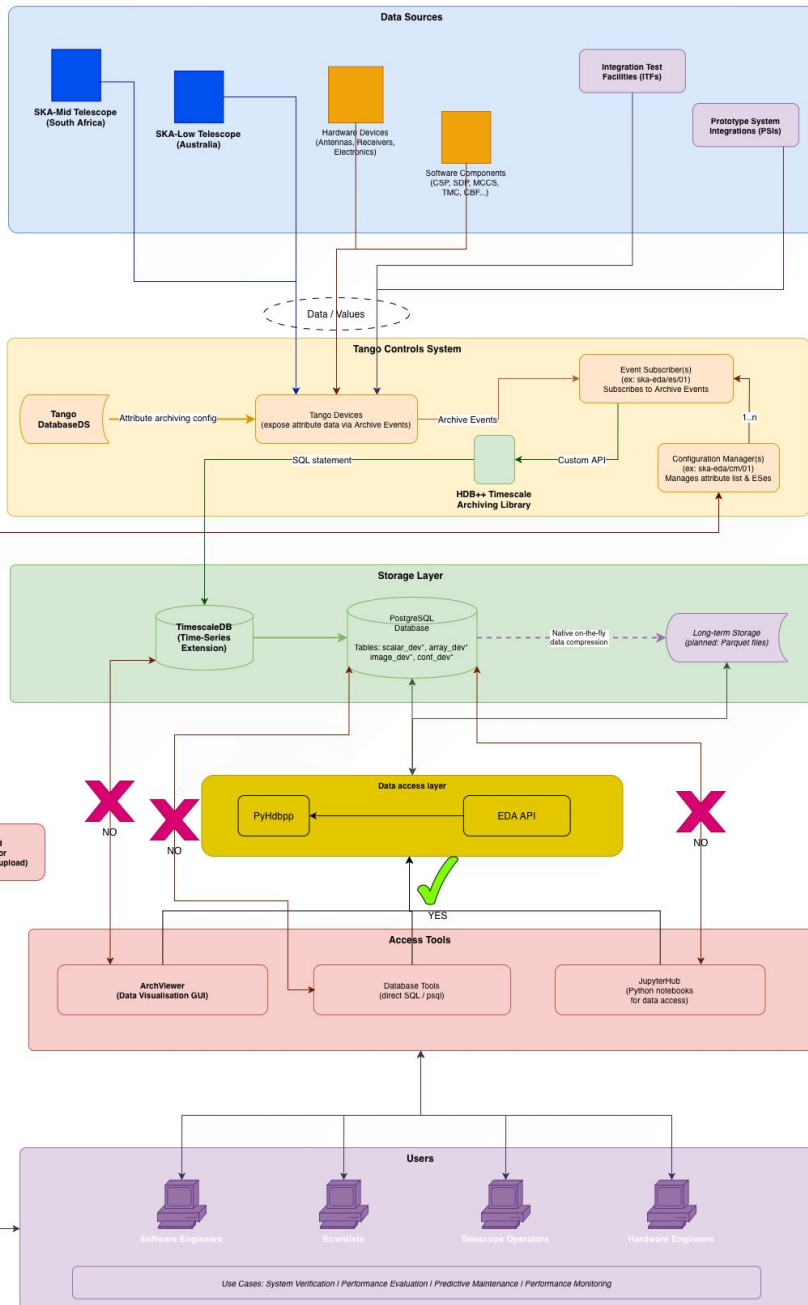 Data Sources
SKA-Mid Telescope
(South Africa)
SKA-Low Telescope
(Australia)
Hardware Devices
(Antennas, Receivers,
Electronics)
Software Components
(CSP, SDP, MCCS,
TMC, CBF...)
Integration Test
Facilities (ITFs)
Prototype System
Integrations (PSIs)
Data / Values
Tango Controls System
Tango
DatabaseDS
Attribute archiving config
Tango Devices
(expose attribute data via Archive Events)
Archive Events
Event Subscriber(s)
(ex: ska-eda/es/01)
Subscribes to Archive Events
1..n
Configuration Manager(s)
(ex: ska-eda/cm/01)
Manages attribute list & ESes
Custom API
HDB++ Timescale
Archiving Library
SQL statement
Storage Layer
TimescaleDB
(Time-Series
Extension)
PostgreSQL
Database
Tables: scalar_dev*, array_dev*
image_dev*, conf_dev*
Native on-the-fly
data compression
Long-term Storage
(planned: Parquet files)
Data access layer
PyHdbpp
EDA API
NO
NO
NO
YES
d
or
upload)
Access Tools
ArchViewer
(Data Visualisation GUI)
Database Tools
(direct SQL / psql)
JupyterHub
(Python notebooks
for data access)
Users
Software Engineers
Scientists
Telescope Operators
Hardware Engineers
Use Cases: System Verification | Performance Evaluation | Predictive Maintenance | Performance Monitoring